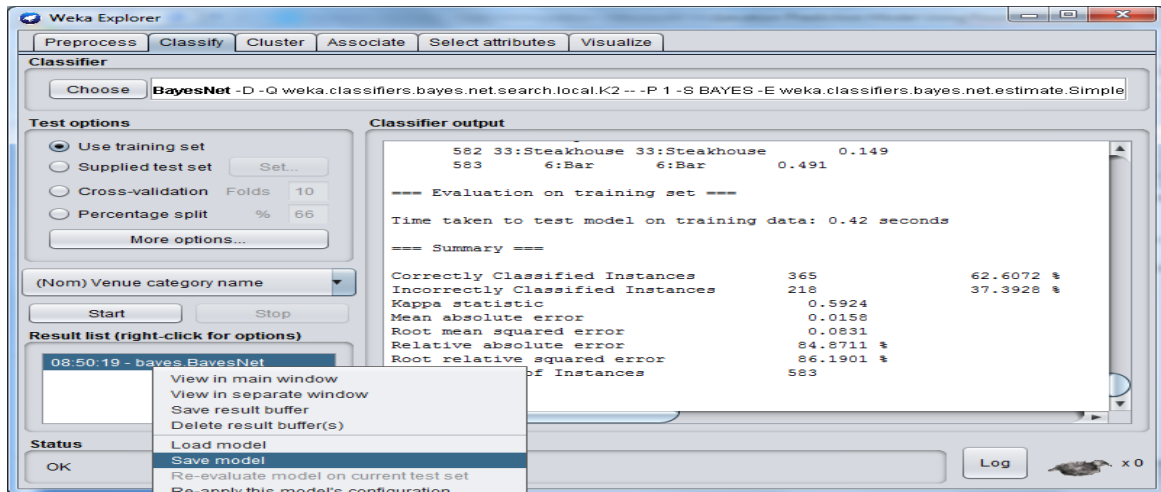 Weka Explorer
Preprocess Classify Cluster Associate Select attributes Visualize
Classifier
Choose BayesNet -D -Q weka.classifiers.bayes.net.search.local.K2 -- -P 1 -S BAYES -E weka.classifiers.bayes.net.estimate.Simple
Test options
Use training set
Supplied test set Set...
Cross-validation Folds 10
Percentage split % 66
More options...
(Nom) Venue category name
Start Stop
Result list (right-click for options)
08:50:19 - bayes.BayesNet
View in main window
View in separate window
Save result buffer
Delete result buffer(s)
Load model
Save model
Re-evaluate model on current test set
Re-apply this model's configuration
Classifier output
582 33:Steakhouse 33:Steakhouse 0.149
583 6:Bar 6:Bar 0.491
=== Evaluation on training set ===
Time taken to test model on training data: 0.42 seconds
=== Summary ===
Correctly Classified Instances 365 62.6072 %
Incorrectly Classified Instances 218 37.3928 %
Kappa statistic 0.5924
Mean absolute error 0.0158
Root mean squared error 0.0831
Relative absolute error 84.8711 %
Root relative squared error 86.1901 %
of Instances 583
Status
OK
Log x 0